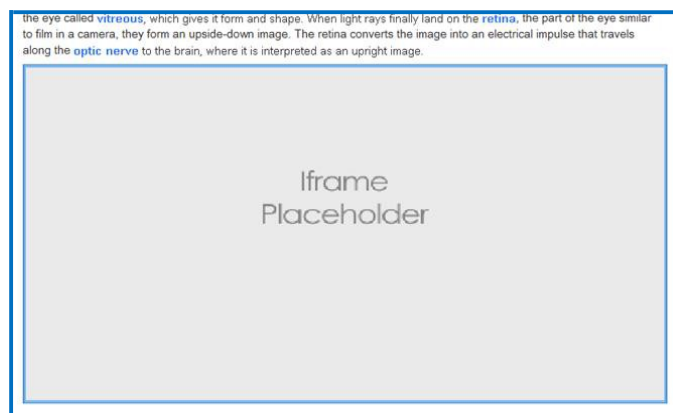 the eye called vitreous, which gives it form and shape. When light rays finally land on the retina, the part of the eye similar
to film in a camera, they form an upside-down image. The retina converts the image into an electrical impulse that travels
along the optic nerve to the brain, where it is interpreted as an upright image.
Iframe
Placeholder